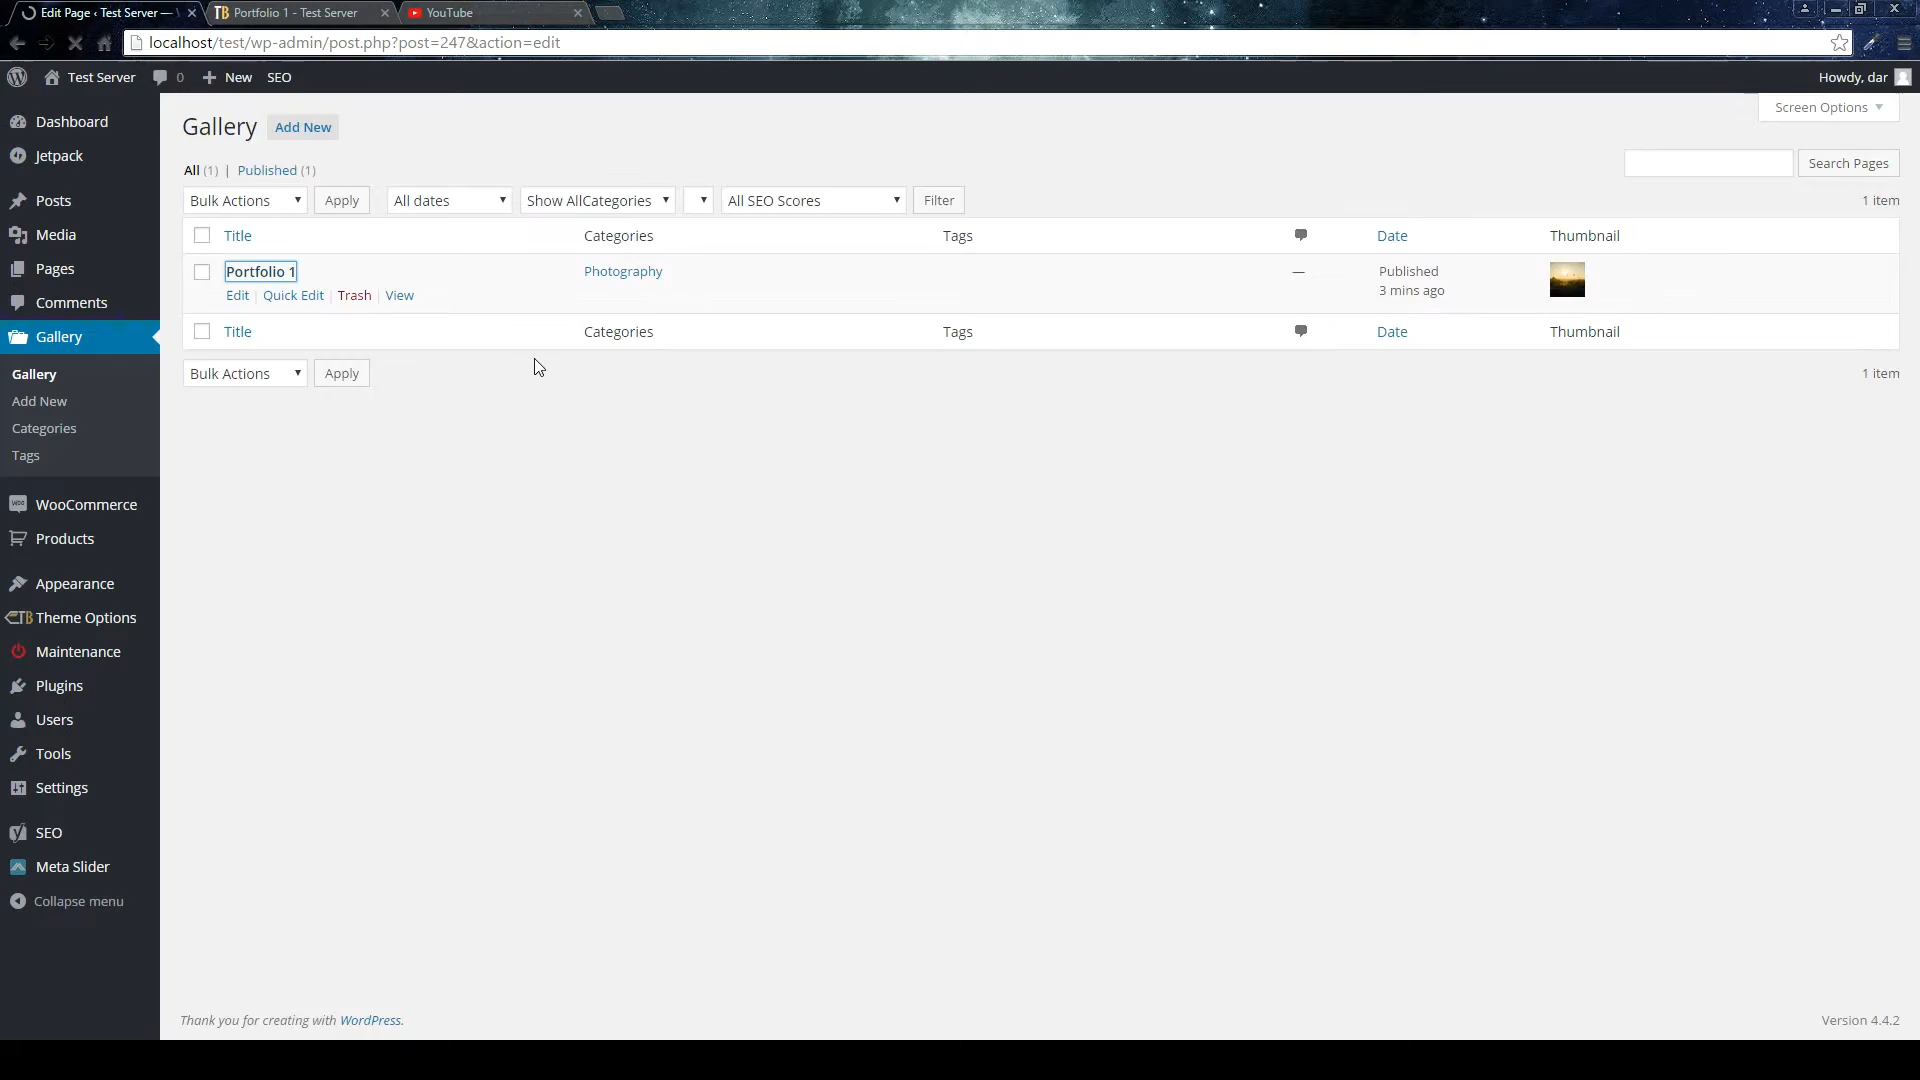 Edit Page ‹ Test Server —
Portfolio 1 - Test Server
YouTube
localhost/test/wp-admin/post.php?post=247&action=edit
Test Server 0 New SEO Howdy, dar
Screen Options
Gallery Add New
All (1) | Published (1)
Search Pages
Bulk Actions Apply All dates Show AllCategories All SEO Scores Filter 1 item
Title Categories Tags Date Thumbnail
Portfolio 1 Photography — Published
3 mins ago
Edit | Quick Edit | Trash | View
Title Categories Tags Date Thumbnail
Bulk Actions Apply 1 item
Dashboard
Jetpack
Posts
Media
Pages
Comments
Gallery
Gallery
Add New
Categories
Tags
WooCommerce
Products
Appearance
TB Theme Options
Maintenance
Plugins
Users
Tools
Settings
SEO
Meta Slider
Collapse menu
Thank you for creating with WordPress. Version 4.4.2